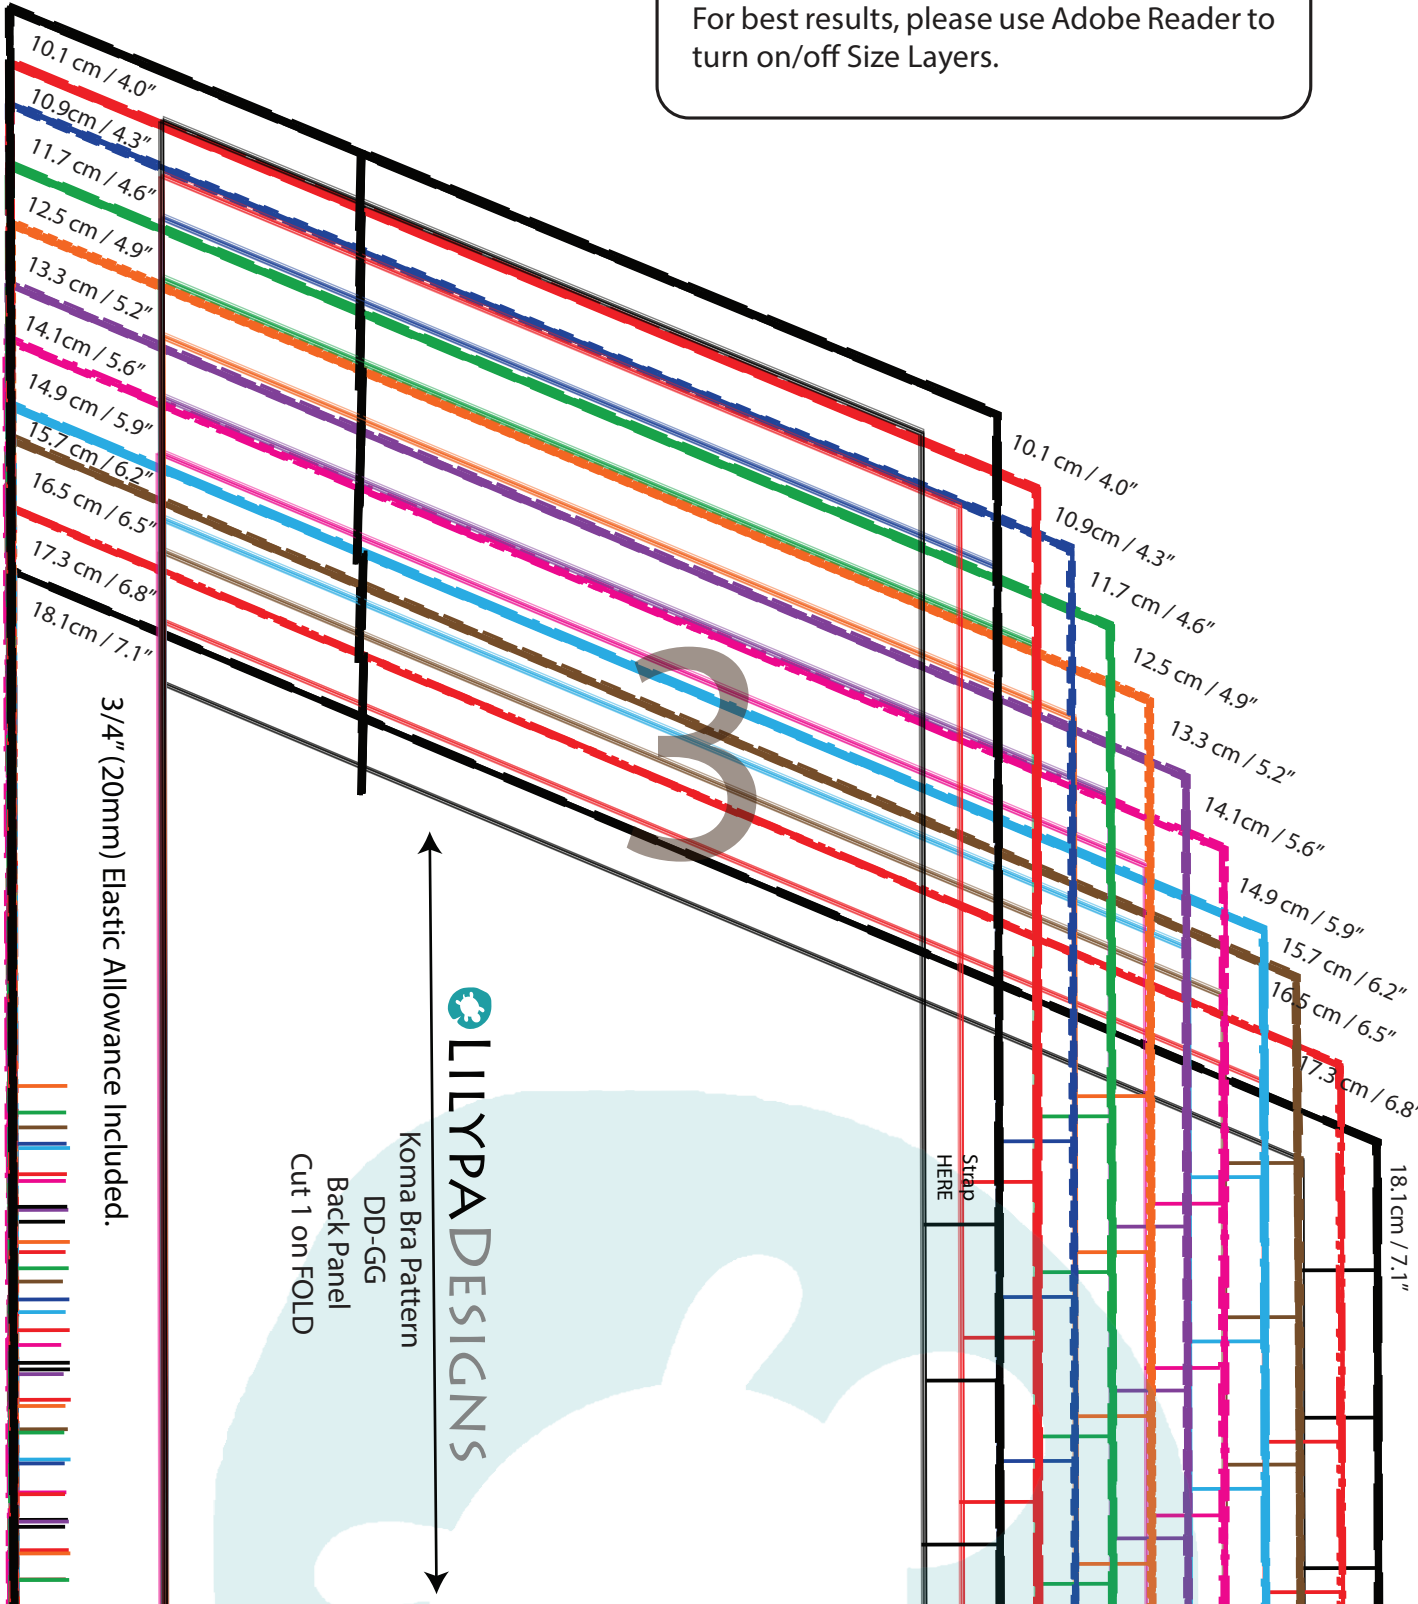 For best results, please use Adobe Reader to
turn on/off Size Layers.
10.1 cm / 4.0"
10.9cm / 4.3"
11.7 cm / 4.6"
12.5 cm / 4.9"
13.3 cm / 5.2"
14.1cm / 5.6"
14.9 cm / 5.9"
15.7 cm / 6.2"
16.5 cm / 6.5"
17.3 cm / 6.8"
18.1cm / 7.1"
10.1 cm / 4.0"
10.9cm / 4.3"
11.7 cm / 4.6"
12.5 cm / 4.9"
13.3 cm / 5.2"
14.1cm / 5.6"
14.9 cm / 5.9"
15.7 cm / 6.2"
16.5 cm / 6.5"
17.3 cm / 6.8"
18.1cm / 7.1"
3
3/4" (20mm) Elastic Allowance Included.
LILYPADESIGNS
Koma Bra Pattern
DD-GG
Back Panel
Cut 1 on FOLD
Strap
HERE